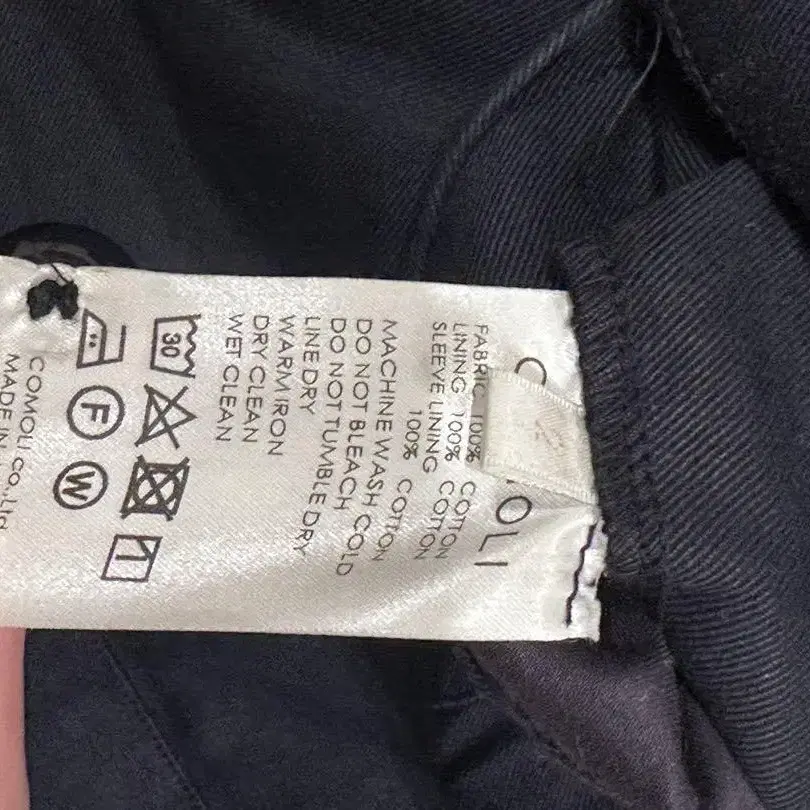 OLI
FABRIC 100% COTTON
LINING 100% COTTON
SLEEVE LINING
100% COTTON
MACHINE WASH COLD
DO NOT BLEACH
DO NOT TUMBLE DRY
LINE DRY
WARM IRON
DRY CLEAN
WET CLEAN
30
F
W
COMOLI CO.,Ltd
MADE IN